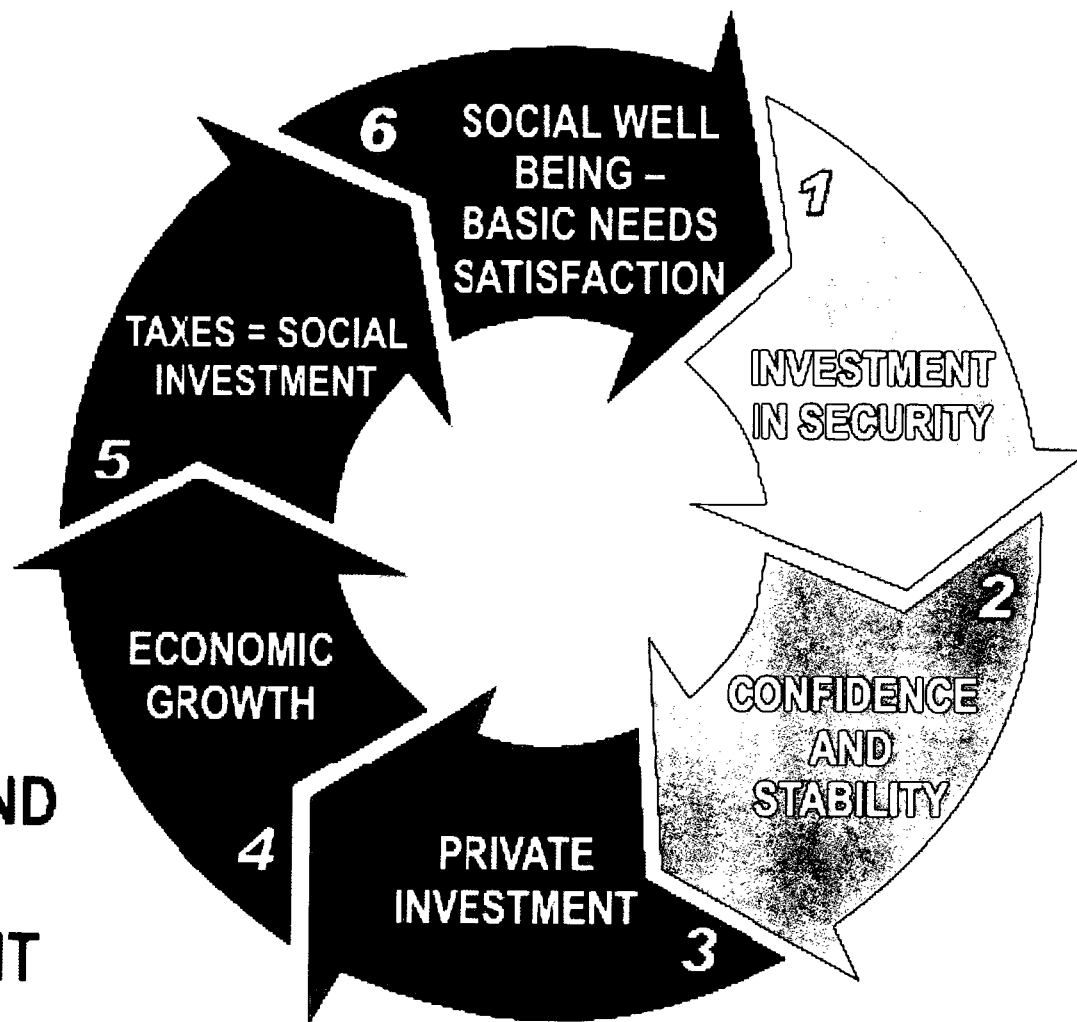 1
INVESTMENT
IN SECURITY
2
CONFIDENCE
AND
STABILITY
3
PRIVATE
INVESTMENT
4
ECONOMIC
GROWTH
5
TAXES = SOCIAL
INVESTMENT
6
SOCIAL WELL
BEING –
BASIC NEEDS
SATISFACTION